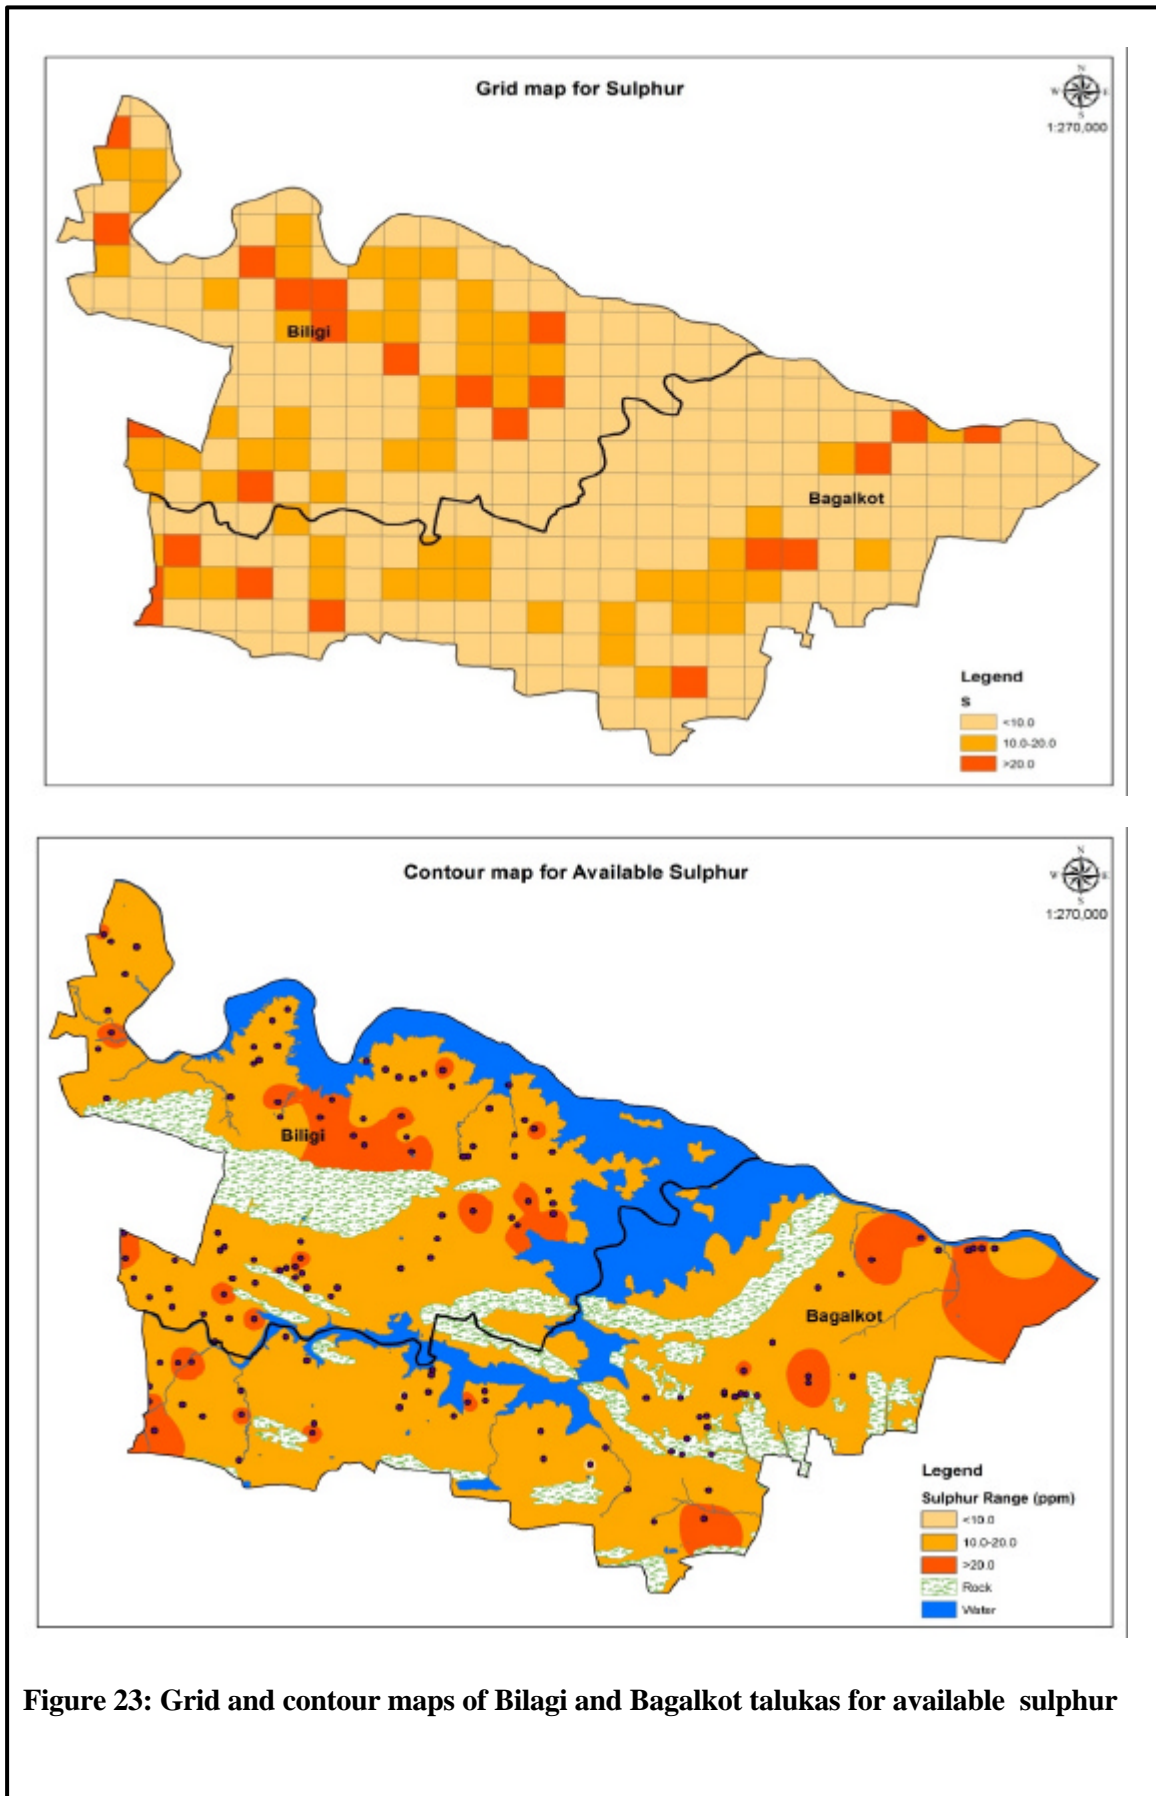 Grid map for Sulphur
N
W E
S
1:270,000
Biligi
Bagalkot
Legend
S
<10.0
10.0-20.0
>20.0
Contour map for Available Sulphur
N
W E
S
1:270,000
Biligi
Bagalkot
Legend
Sulphur Range (ppm)
<10.0
10.0-20.0
>20.0
Rock
Water
Figure 23: Grid and contour maps of Bilagi and Bagalkot talukas for available sulphur